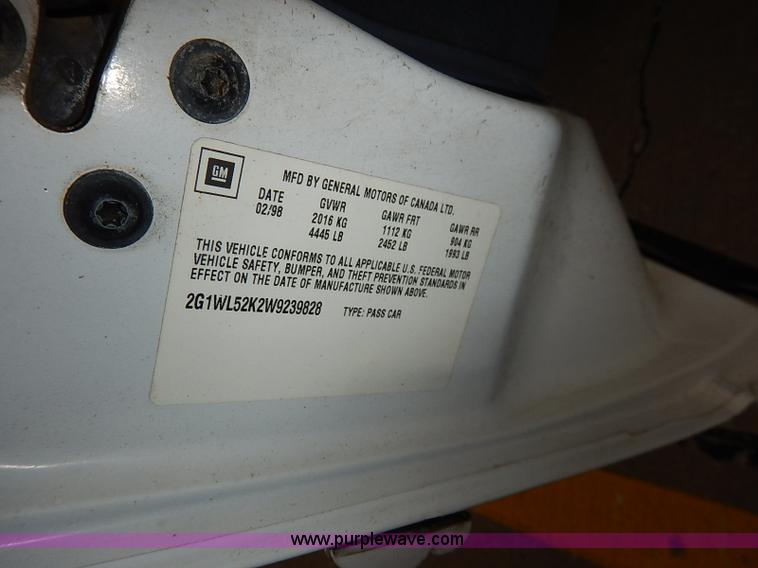 GM
MFD BY GENERAL MOTORS OF CANADA LTD.
DATE GVWR GAWR FRT GAWR RR
02/98 2016 KG 1112 KG 904 KG
4445 LB 2452 LB 1993 LB
THIS VEHICLE CONFORMS TO ALL APPLICABLE U.S. FEDERAL MOTOR
VEHICLE SAFETY, BUMPER, AND THEFT PREVENTION STANDARDS IN
EFFECT ON THE DATE OF MANUFACTURE SHOWN ABOVE.
2G1WL52K2W9239828 TYPE: PASS CAR
www.purplewave.com